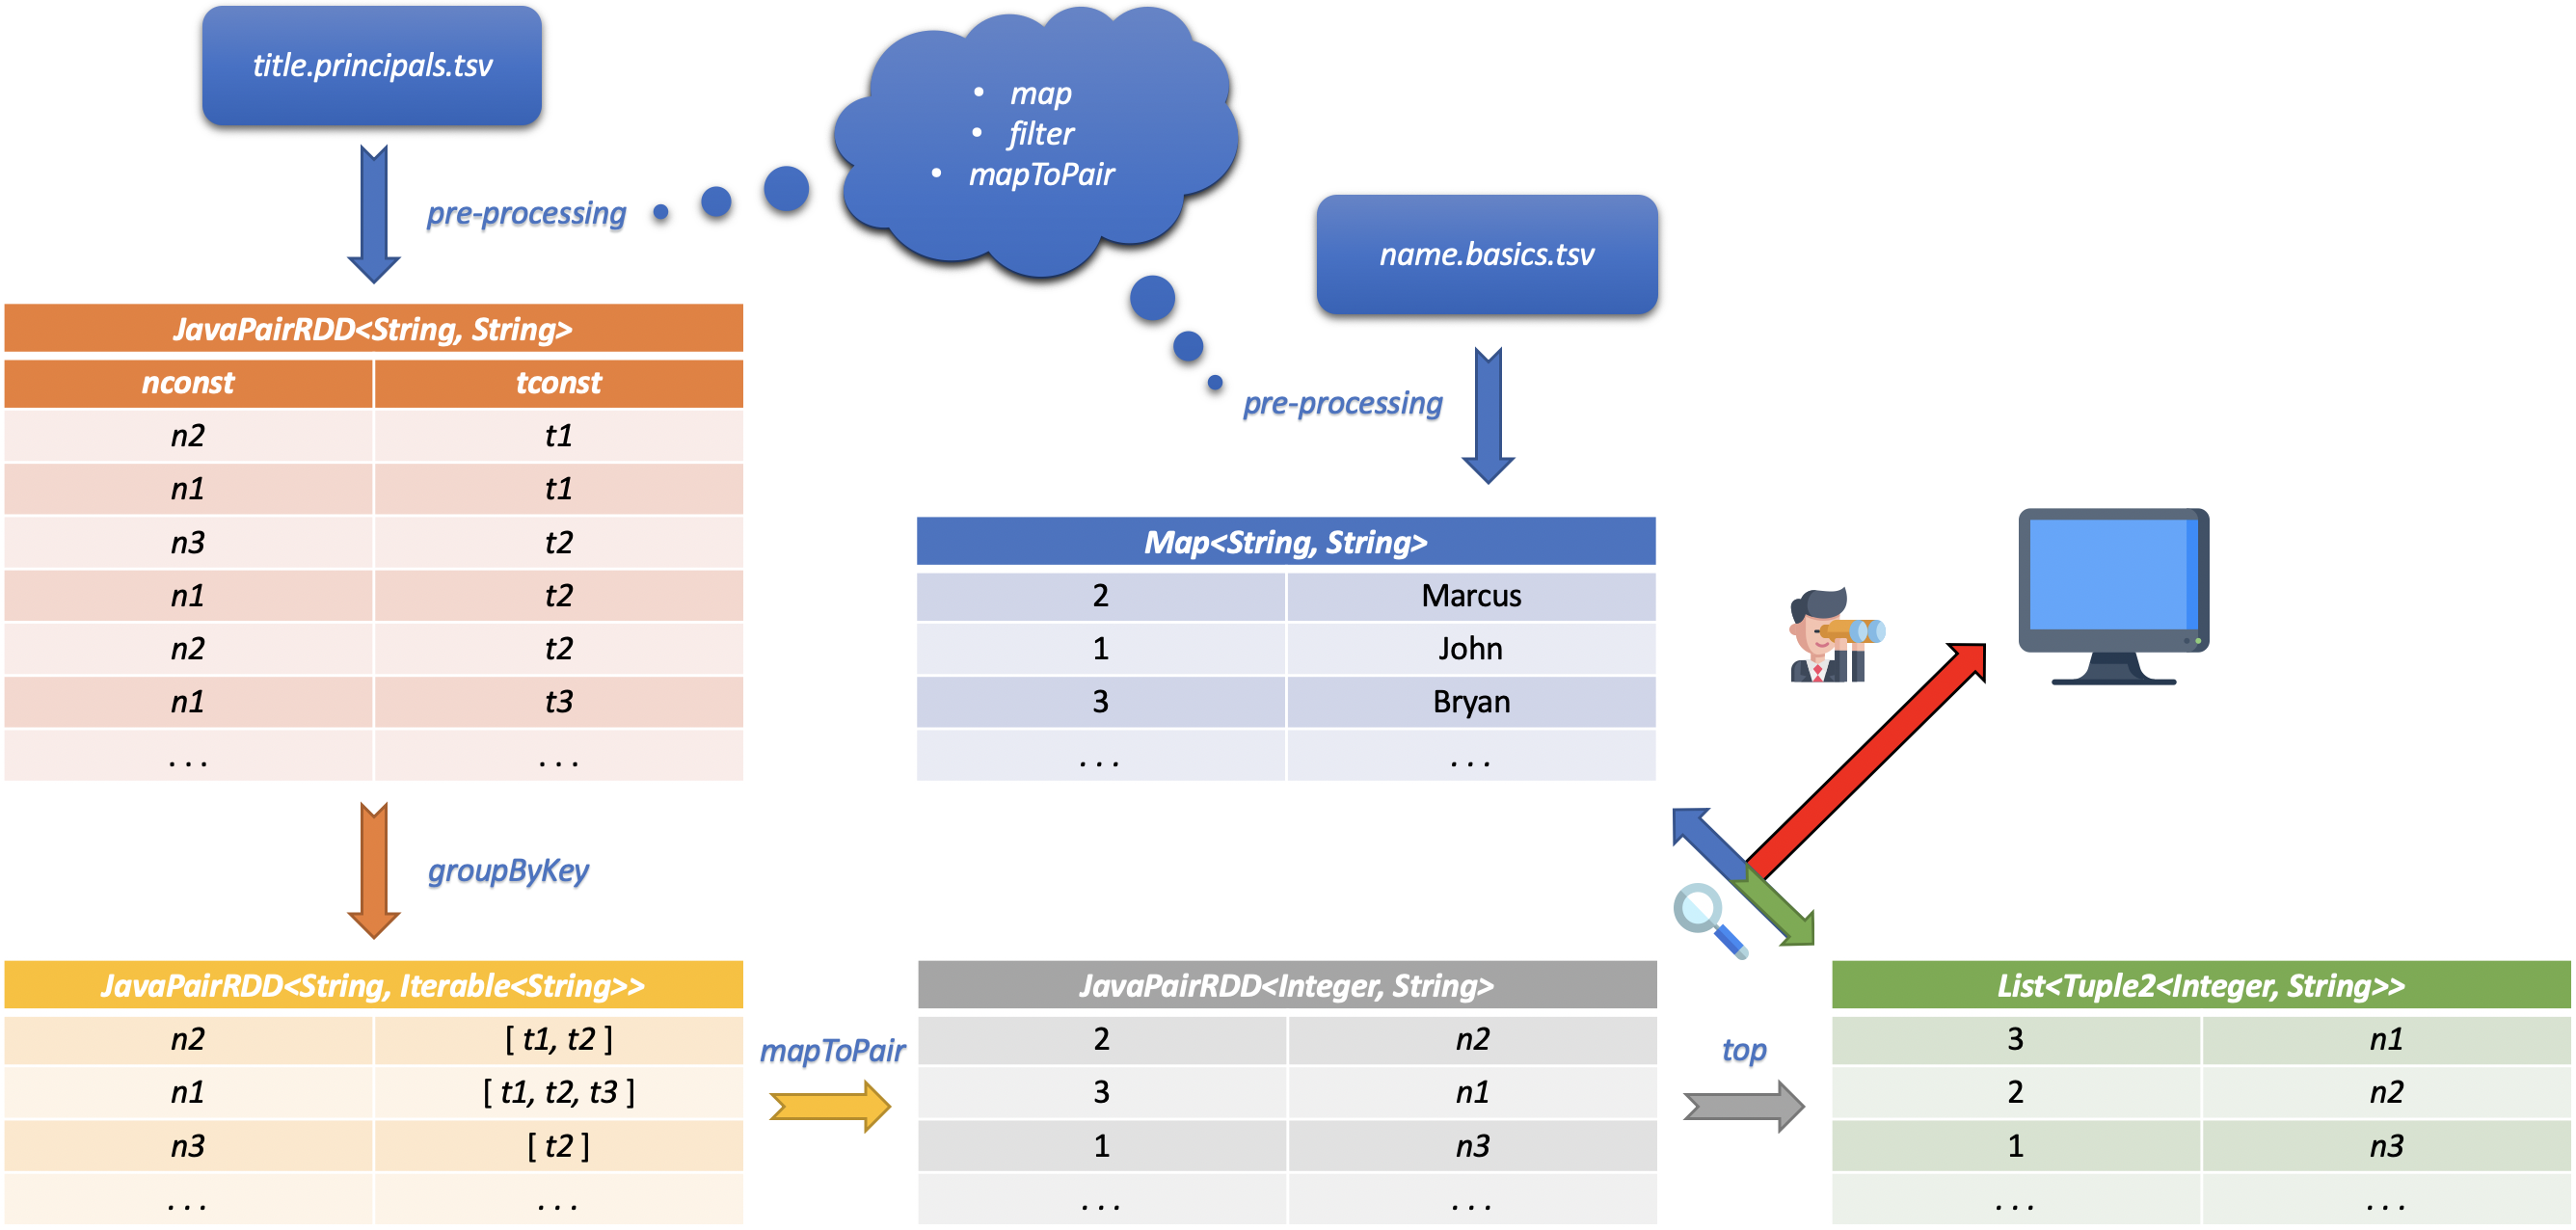 title.principals.tsv
• map
• filter
• mapToPair
pre-processing
name.basics.tsv
pre-processing
JavaPairRDD<String, String>
nconst tconst
n2 t1
n1 t1
n3 t2
n1 t2
n2 t2
n1 t3
. . . . . .
Map<String, String>
2 Marcus
1 John
3 Bryan
. . . . . .
groupByKey
JavaPairRDD<String, Iterable<String>>
n2 [ t1, t2 ]
n1 [ t1, t2, t3 ]
n3 [ t2 ]
. . . . . .
mapToPair
JavaPairRDD<Integer, String>
2 n2
3 n1
1 n3
. . . . . .
top
List<Tuple2<Integer, String>>
3 n1
2 n2
1 n3
. . . . . .